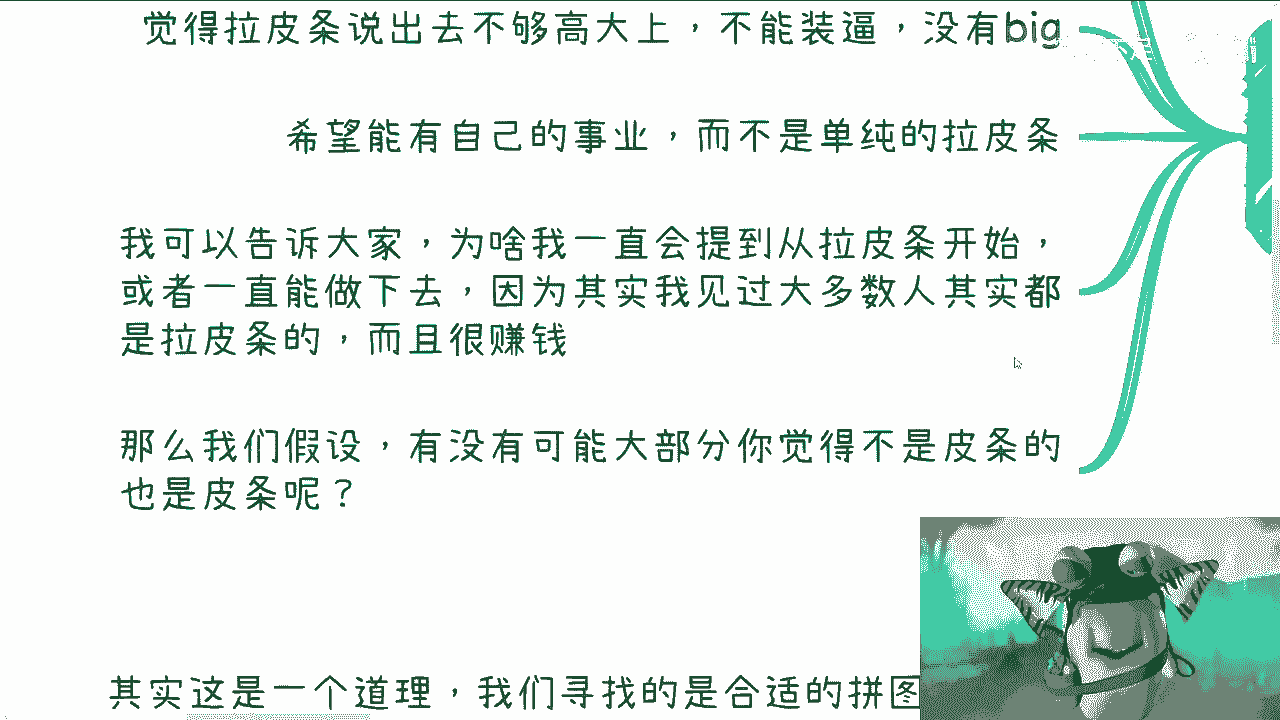 觉得拉皮条说出去不够高大上，不能装逼，没有big
希望能有自己的事业，而不是单纯的拉皮条
我可以告诉大家，为啥我一直会提到从拉皮条开始，
或者一直能做下去，因为其实我见过大多数人其实都
是拉皮条的，而且很赚钱
那么我们假设，有没有可能大部分你觉得不是皮条的
也是皮条呢？
其实这是一个道理，我们寻找的是合适的拼图